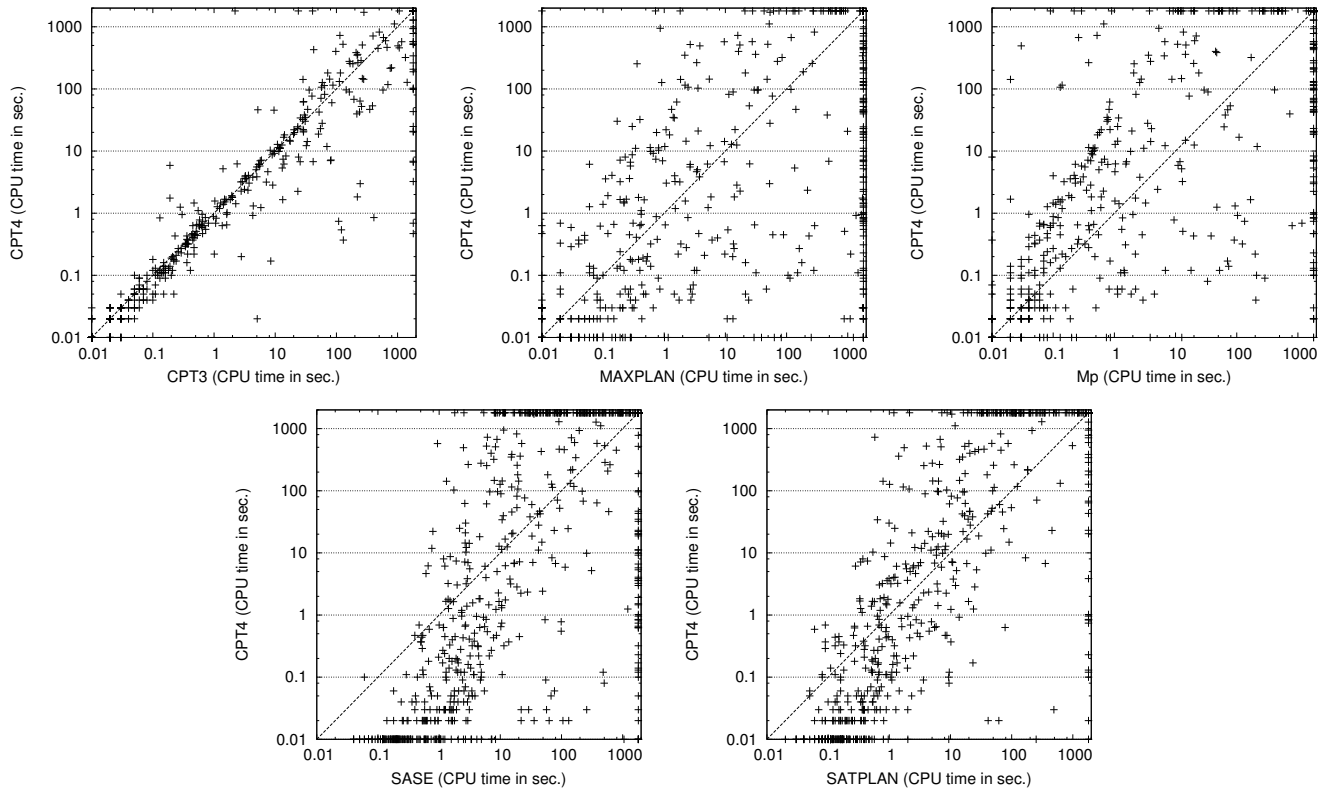 1000
100
10
1
0.1
0.01
CPT4 (CPU time in sec.)
0.01 0.1 1 10 100 1000
CPT3 (CPU time in sec.)
1000
100
10
1
0.1
0.01
CPT4 (CPU time in sec.)
0.01 0.1 1 10 100 1000
MAXPLAN (CPU time in sec.)
1000
100
10
1
0.1
0.01
CPT4 (CPU time in sec.)
0.01 0.1 1 10 100 1000
Mp (CPU time in sec.)
1000
100
10
1
0.1
0.01
CPT4 (CPU time in sec.)
0.01 0.1 1 10 100 1000
SASE (CPU time in sec.)
1000
100
10
1
0.1
0.01
CPT4 (CPU time in sec.)
0.01 0.1 1 10 100 1000
SATPLAN (CPU time in sec.)